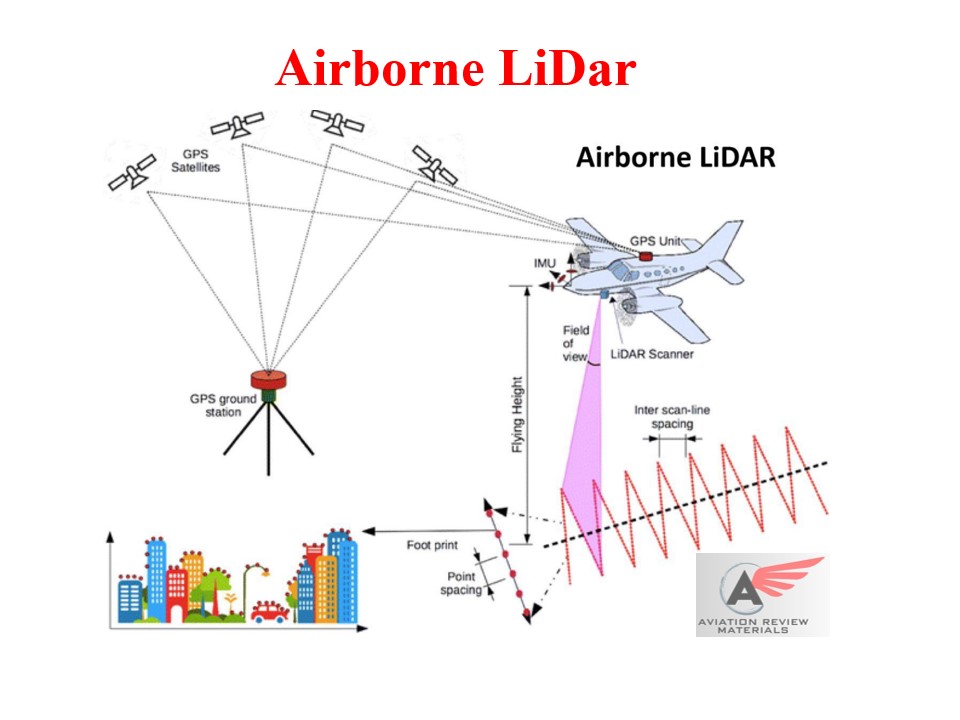 Airborne LiDar
GPS
Satellites
Airborne LiDAR
GPS Unit
IMU
Field
of
view
LiDAR Scanner
GPS ground
station
Flying Height
Inter scan-line
spacing
Foot print
Point
spacing
A
AVIATION REVIEW
MATERIALS